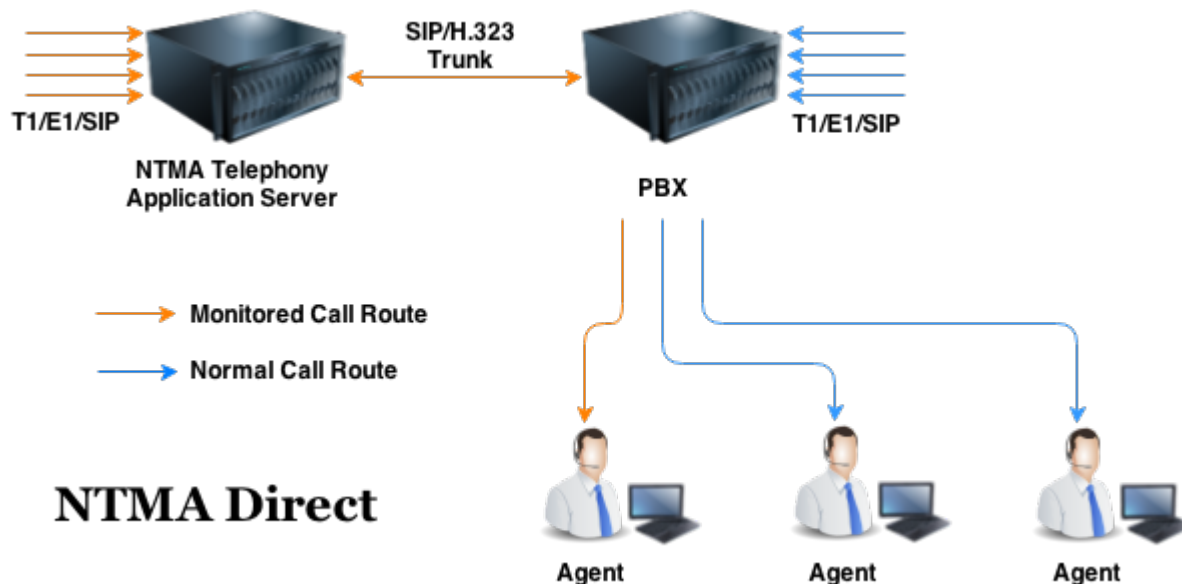 SIP/H.323
Trunk
T1/E1/SIP
T1/E1/SIP
NTMA Telephony
Application Server
PBX
Monitored Call Route
Normal Call Route
NTMA Direct
Agent
Agent
Agent